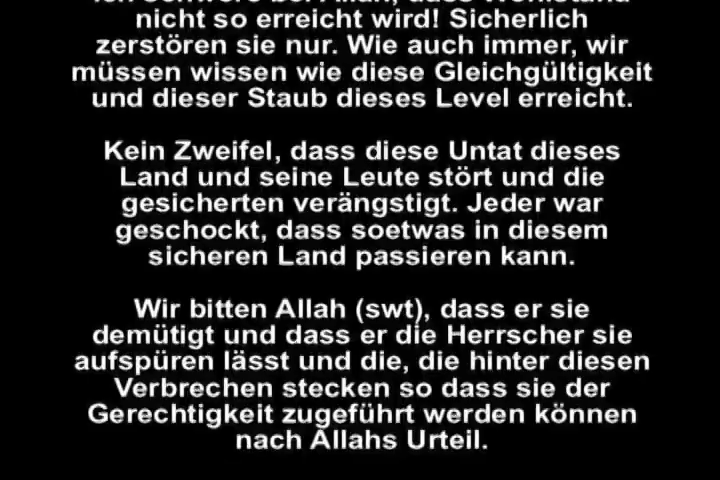 nicht so erreicht wird! Sicherlich
zerstören sie nur. Wie auch immer, wir
müssen wissen wie diese Gleichgültigkeit
und dieser Staub dieses Level erreicht.
Kein Zweifel, dass diese Untat dieses
Land und seine Leute stört und die
gesicherten verängstigt. Jeder war
geschockt, dass soetwas in diesem
sicheren Land passieren kann.
Wir bitten Allah (swt), dass er sie
demütigt und dass er die Herrscher sie
aufspüren lässt und die, die hinter diesen
Verbrechen stecken so dass sie der
Gerechtigkeit zugeführt werden können
nach Allahs Urteil.